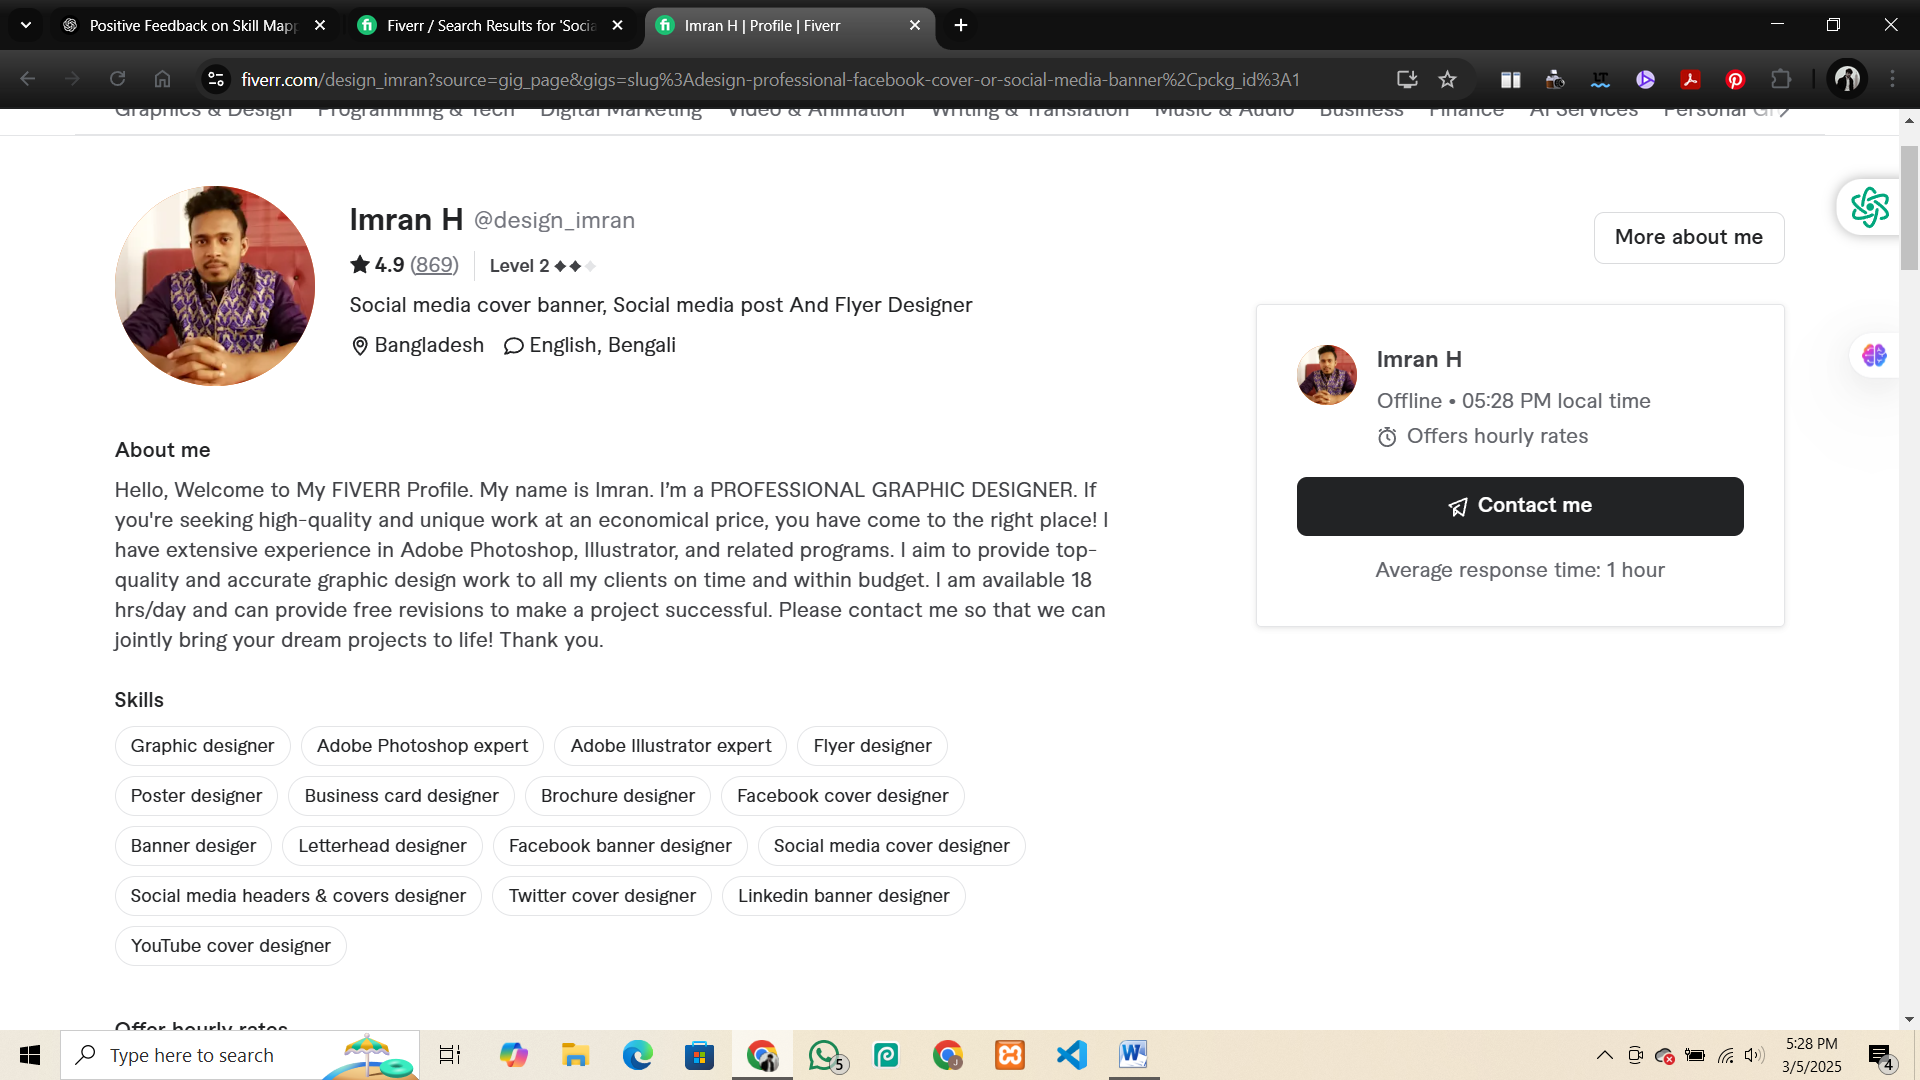 Positive Feedback on Skill Mapp
Fiverr / Search Results for 'Socia
Imran H | Profile | Fiverr
fiverr.com/design_imran?source=gig_page&gigs=slug%3Adesign-professional-facebook-cover-or-social-media-banner%2Cpckg_id%3A1
Graphics & Design Programming & Tech Digital Marketing Video & Animation Writing & Translation Music & Audio Business Finance AI Services Personal Gr
Imran H @design_imran
4.9 (869) Level 2
Social media cover banner, Social media post And Flyer Designer
Bangladesh English, Bengali
More about me
Imran H
Offline • 05:28 PM local time
Offers hourly rates
Contact me
Average response time: 1 hour
About me
Hello, Welcome to My FIVERR Profile. My name is Imran. I’m a PROFESSIONAL GRAPHIC DESIGNER. If
you're seeking high-quality and unique work at an economical price, you have come to the right place! I
have extensive experience in Adobe Photoshop, Illustrator, and related programs. I aim to provide top-
quality and accurate graphic design work to all my clients on time and within budget. I am available 18
hrs/day and can provide free revisions to make a project successful. Please contact me so that we can
jointly bring your dream projects to life! Thank you.
Skills
Graphic designer Adobe Photoshop expert Adobe Illustrator expert Flyer designer
Poster designer Business card designer Brochure designer Facebook cover designer
Banner desiger Letterhead designer Facebook banner designer Social media cover designer
Social media headers & covers designer Twitter cover designer Linkedin banner designer
YouTube cover designer
Offer hourly rates
Type here to search
5
5:28 PM
3/5/2025
4